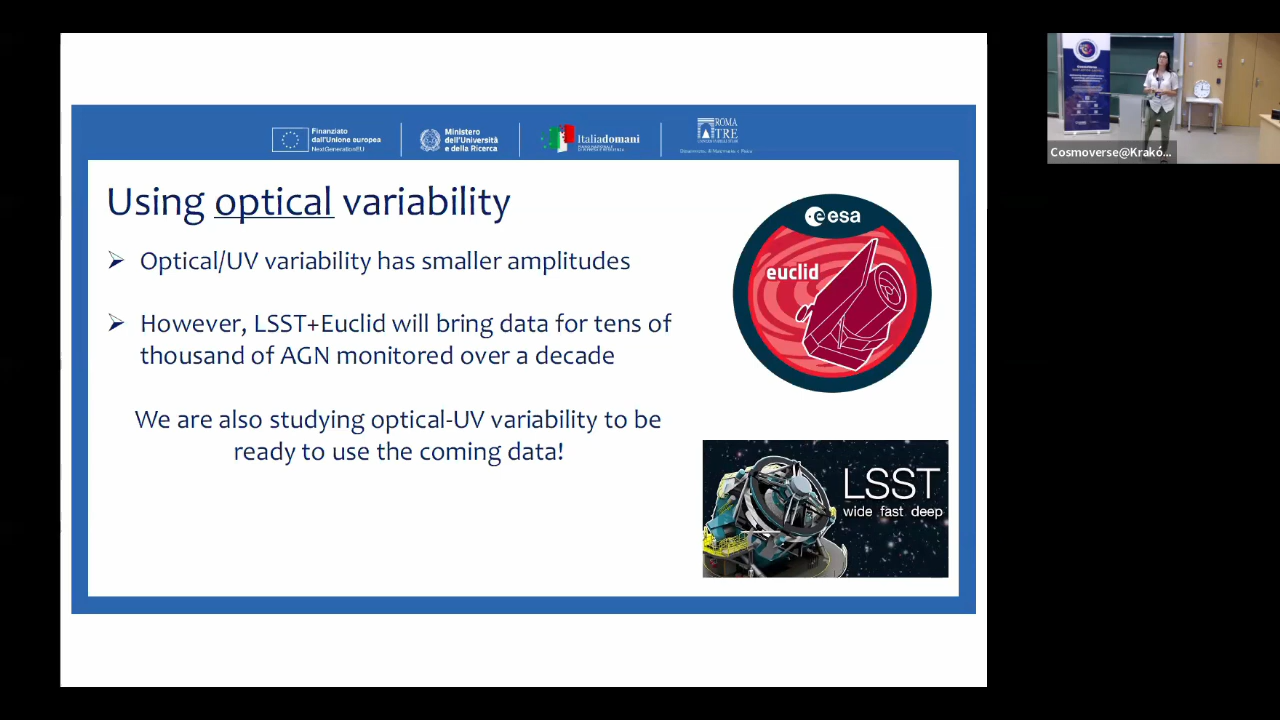 Finanziato
dall'Unione europea
NextGenerationEU
Ministero
dell'Università
e della Ricerca
Italiadomani
ROMA
TRE
Using optical variability
➢ Optical/UV variability has smaller amplitudes
➢ However, LSST+Euclid will bring data for tens of
thousand of AGN monitored over a decade
We are also studying optical-UV variability to be
ready to use the coming data!
esa
euclid
LSST
wide fast deep
Cosmoverse@Krakó...